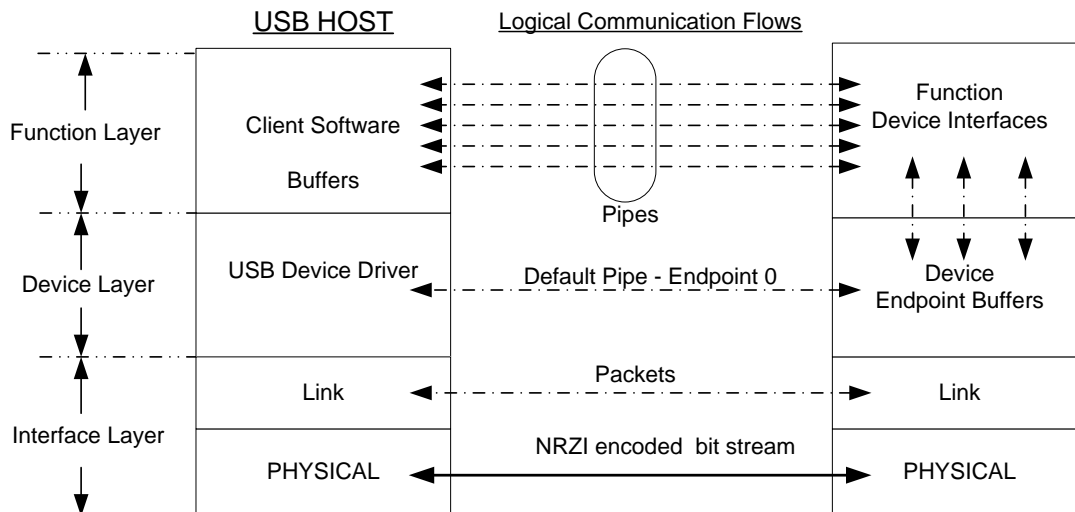 USB HOST
Logical Communication Flows
Function Layer
Client Software
Buffers
Pipes
Function
Device Interfaces
Device Layer
USB Device Driver
Default Pipe - Endpoint 0
Device
Endpoint Buffers
Interface Layer
Link
Packets
Link
PHYSICAL
NRZI encoded bit stream
PHYSICAL